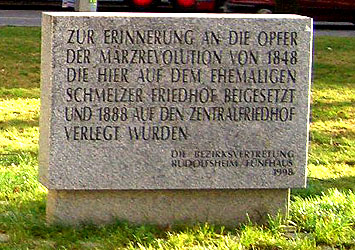 ZUR ERINNERUNG AN DIE OPFER
DER MÄRZREVOLUTION VON 1848
DIE HIER AUF DEM EHEMALIGEN
SCHMELZER FRIEDHOF BEIGESETZT
UND 1888 AUF DEN ZENTRALFRIEDHOF
VERLEGT WURDEN
DIE BEZIRKSVERTRETUNG
RUDOLFSHEIM-FÜNFHAUS
1998